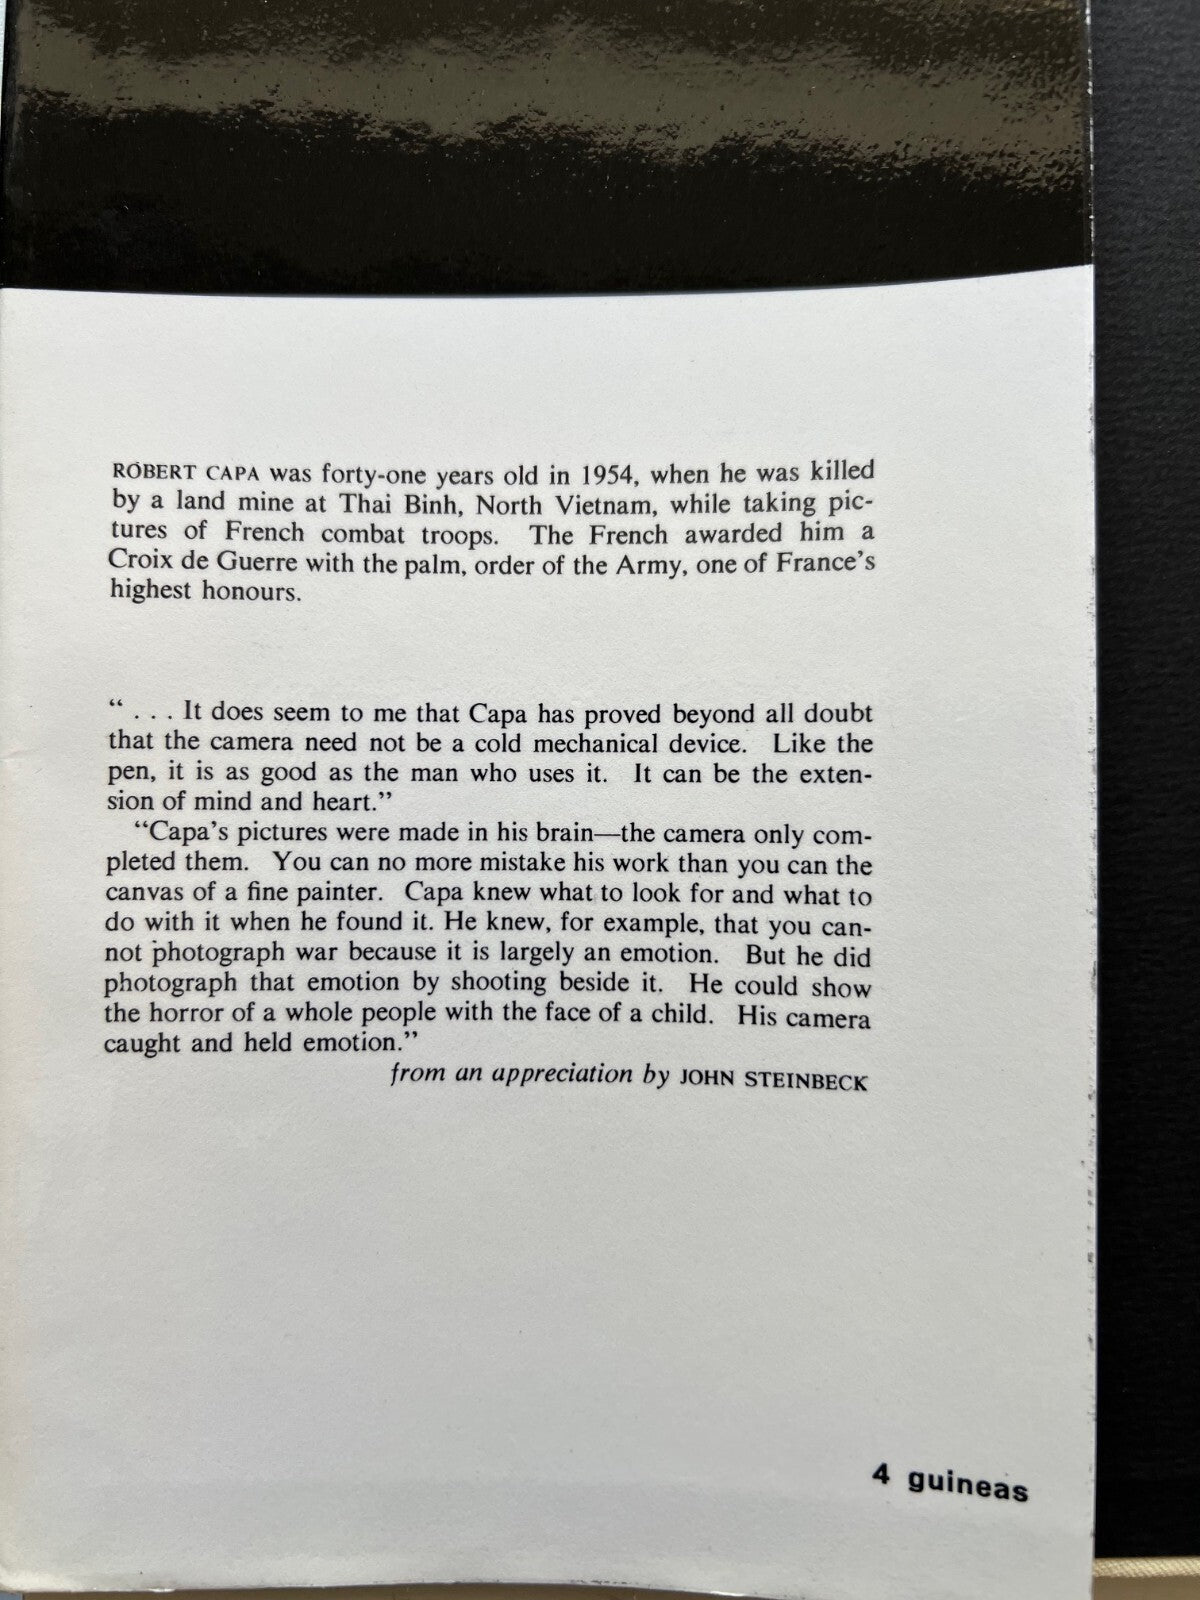 ROBERT CAPA was forty-one years old in 1954, when he was killed
by a land mine at Thai Binh, North Vietnam, while taking pic-
tures of French combat troops. The French awarded him a
Croix de Guerre with the palm, order of the Army, one of France's
highest honours.
“ . . . It does seem to me that Capa has proved beyond all doubt
that the camera need not be a cold mechanical device. Like the
pen, it is as good as the man who uses it. It can be the exten-
sion of mind and heart.”
“Capa's pictures were made in his brain—the camera only com-
pleted them. You can no more mistake his work than you can the
canvas of a fine painter. Capa knew what to look for and what to
do with it when he found it. He knew, for example, that you can-
not photograph war because it is largely an emotion. But he did
photograph that emotion by shooting beside it. He could show
the horror of a whole people with the face of a child. His camera
caught and held emotion.”
from an appreciation by JOHN STEINBECK
4 guineas